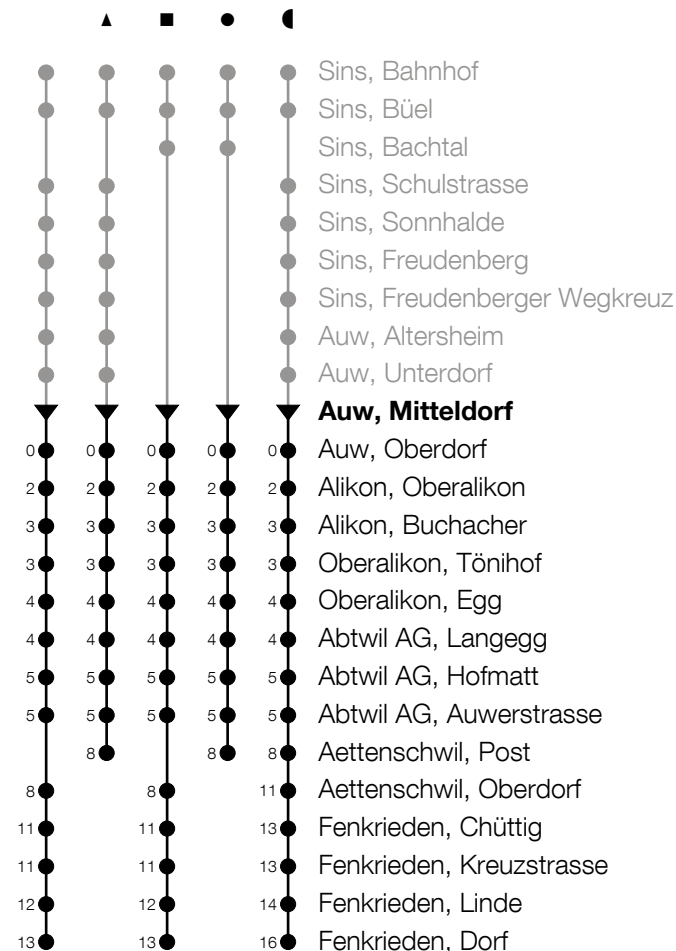 Sins, Bahnhof
Sins, Büel
Sins, Bachtal
Sins, Schulstrasse
Sins, Sonnhalde
Sins, Freudenberg
Sins, Freudenberger Wegkreuz
Auw, Altersheim
Auw, Unterdorf
Auw, Mitteldorf
0 0 0 0 0 Auw, Oberdorf
2 2 2 2 2 Alikon, Oberalikon
3 3 3 3 3 Alikon, Buchacher
3 3 3 3 3 Oberalikon, Tönihof
4 4 4 4 4 Oberalikon, Egg
4 4 4 4 4 Abtwil AG, Langegg
5 5 5 5 5 Abtwil AG, Hofmatt
5 5 5 5 5 Abtwil AG, Auwerstrasse
8 8 8 Aettenschwil, Post
8 8 11 Aettenschwil, Oberdorf
11 11 13 Fenkrieden, Chüttig
11 11 13 Fenkrieden, Kreuzstrasse
12 12 14 Fenkrieden, Linde
13 13 16 Fenkrieden, Dorf